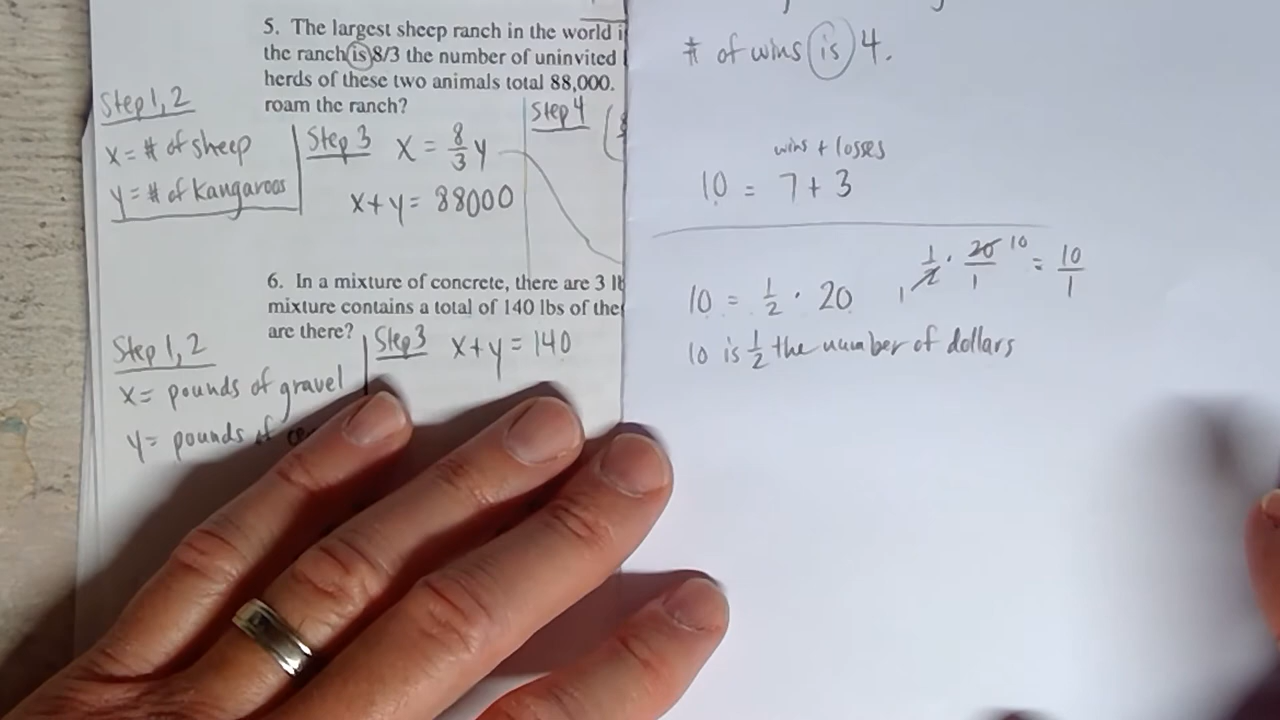 5. The largest sheep ranch in the world i
the ranch is 8/3 the number of uninvited
herds of these two animals total 88,000.
roam the ranch?
Step 1, 2
x = # of sheep
y = # of kangaroos
Step 3 x = 8/3 y
x + y = 88000
Step 4
6. In a mixture of concrete, there are 3 lb
mixture contains a total of 140 lbs of the
are there?
Step 1, 2
x = pounds of gravel
y = pounds of
Step 3 x + y = 140
# of wins is 4.
wins + losses
10 = 7 + 3
10 = 1/2 · 20
1 1/2 · 20/1 10 = 10/1
10 is 1/2 the number of dollars